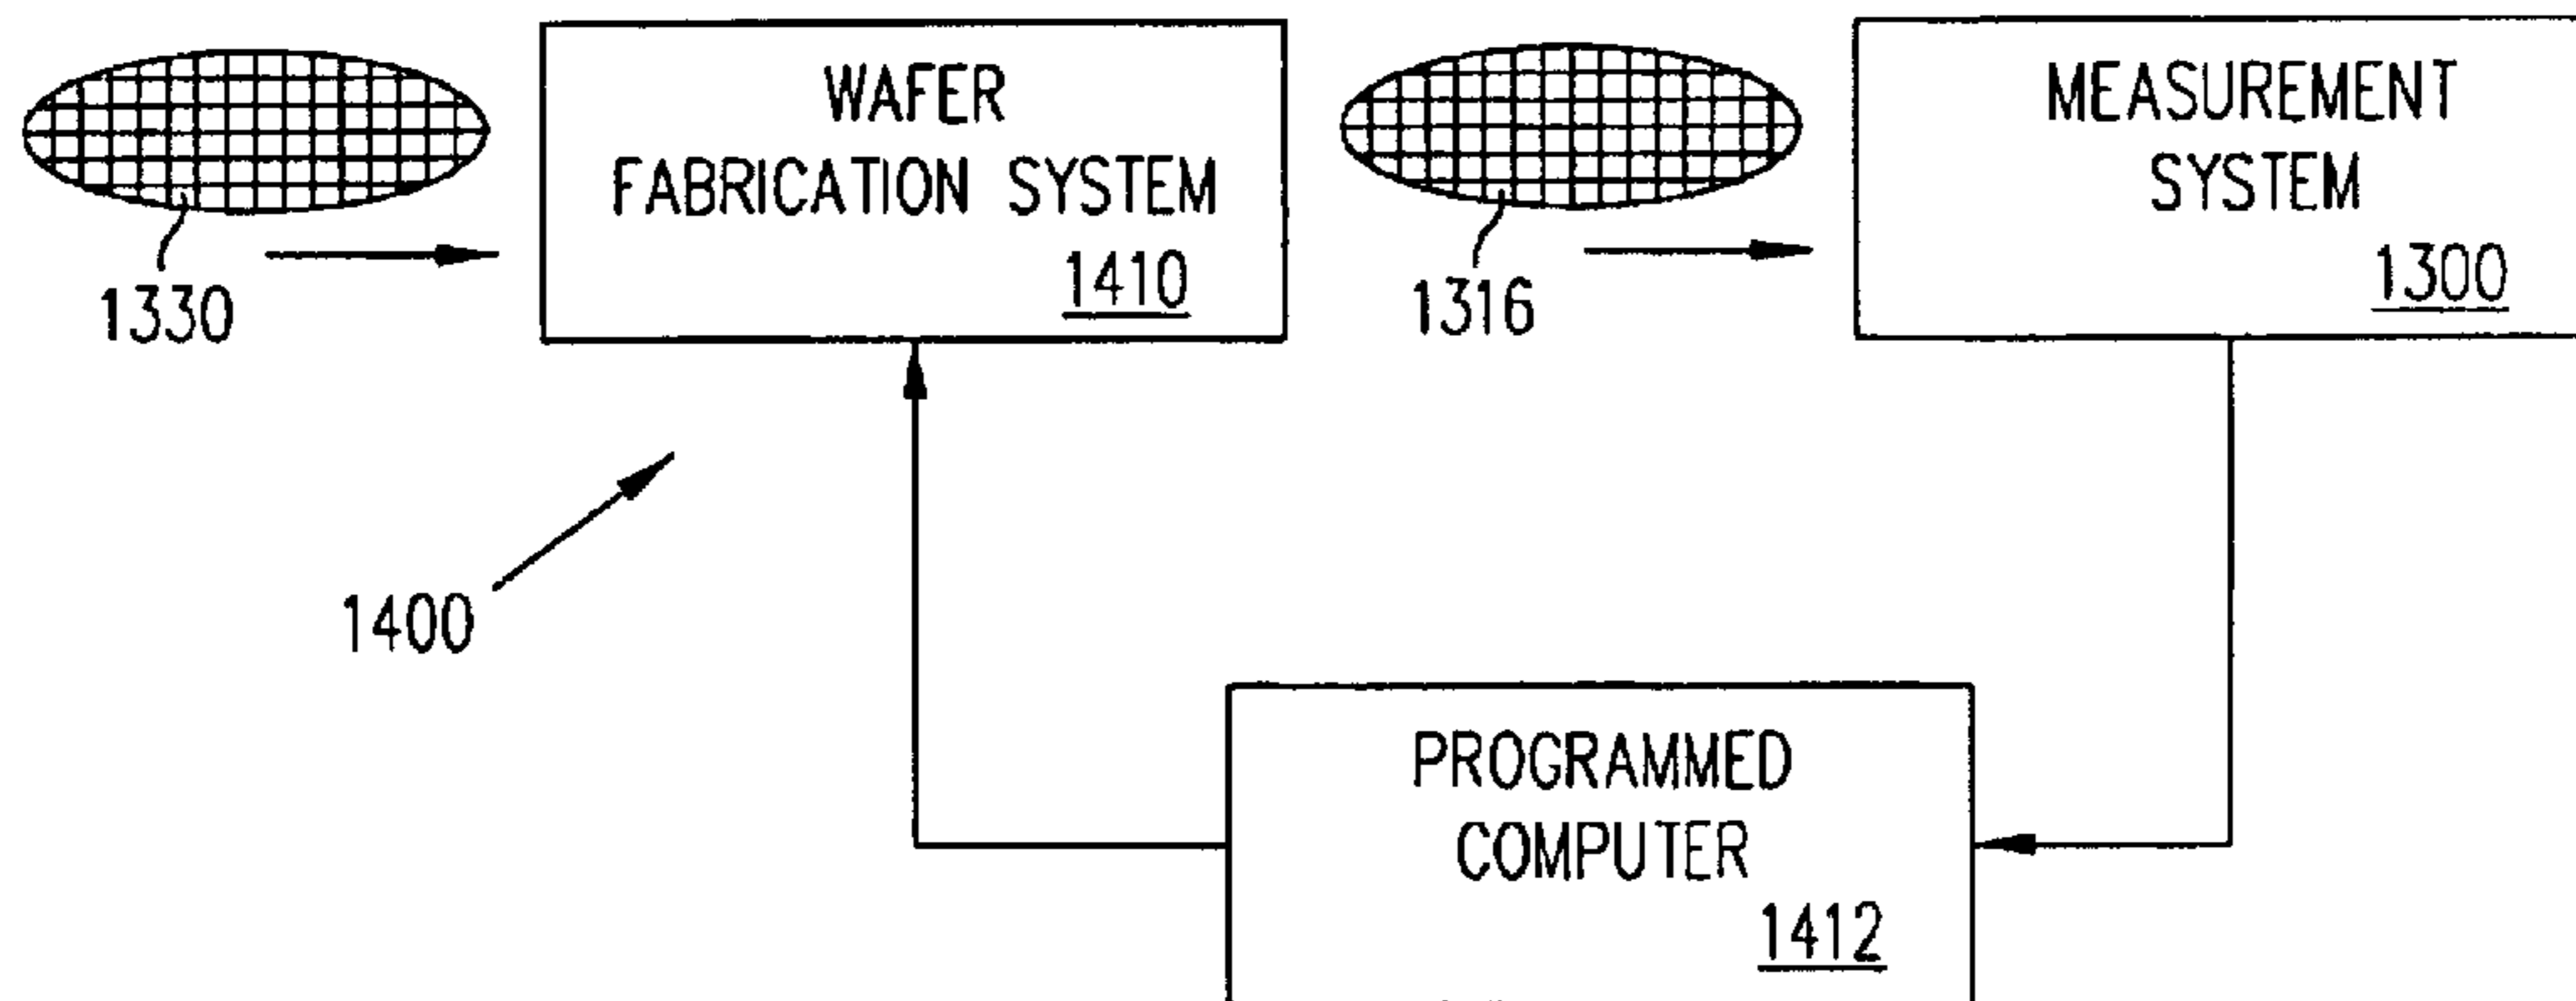 WAFER
FABRICATION SYSTEM
1410
MEASUREMENT
SYSTEM
1300
1330
1316
1400
PROGRAMMED
COMPUTER
1412